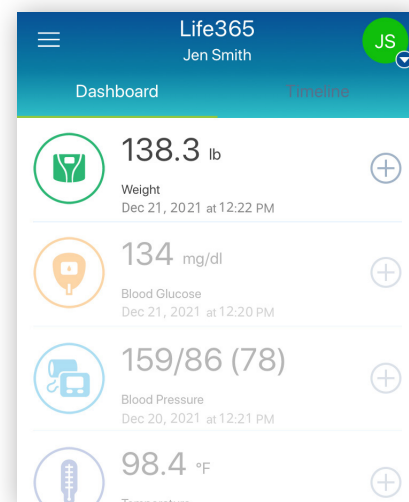 Life365
Jen Smith
JS
Dashboard
Timeline
138.3 lb
Weight
Dec 21, 2021 at 12:22 PM
134 mg/dl
Blood Glucose
Dec 21, 2021 at 12:20 PM
159/86 (78)
Blood Pressure
Dec 20, 2021 at 12:21 PM
98.4 °F